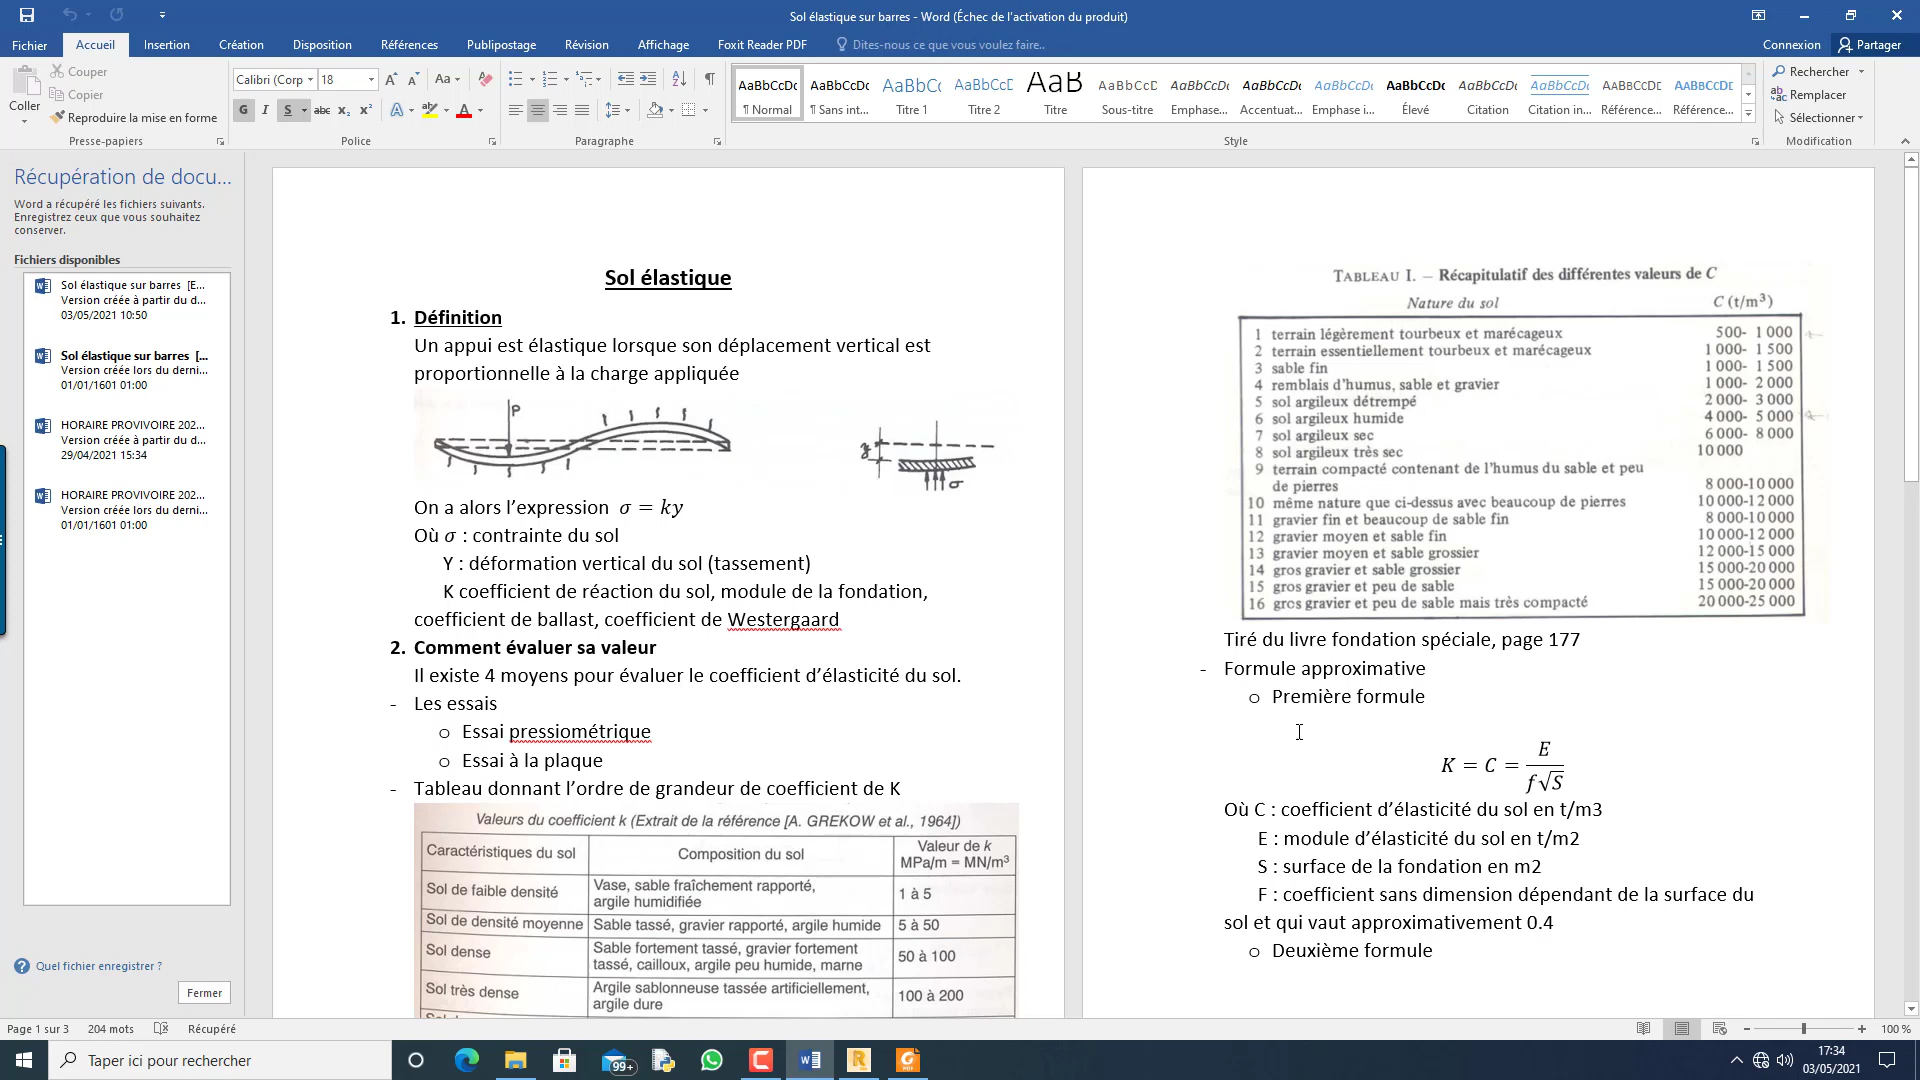 Sol élastique sur barres - Word (Échec de l'activation du produit)
Fichier Accueil Insertion Création Disposition Références Publipostage Révision Affichage Foxit Reader PDF Dites-nous ce que vous voulez faire.. Connexion Partager
Coller
Couper
Copier
Reproduire la mise en forme
Presse-papiers
Calibri (Corp 18
Police
Paragraphe
AaBbCcDc AaBbCcDc AaBbC( AaBbCcD AaB AaBbCcD AaBbCcDc AaBbCcDc AaBbCcDc AaBbCcDc AaBbCcDc AaBbCcDc AABBCCDE AABBCCDE
¶ Normal ¶ Sans int... Titre 1 Titre 2 Titre Sous-titre Emphase... Accentuat... Emphase i... Élevé Citation Citation in... Référence... Référence...
Style
Rechercher
Remplacer
Sélectionner
Modification
Récupération de docu...
Word a récupéré les fichiers suivants.
Enregistrez ceux que vous souhaitez
conserver.
Fichiers disponibles
Sol élastique sur barres [E...
Version créée à partir du d...
03/05/2021 10:50
Sol élastique sur barres [...
Version créée lors du derni...
01/01/1601 01:00
HORAIRE PROVIVOIRE 202...
Version créée à partir du d...
29/04/2021 15:34
HORAIRE PROVIVOIRE 202...
Version créée lors du derni...
01/01/1601 01:00
Quel fichier enregistrer ?
Fermer
Sol élastique
1. Définition
Un appui est élastique lorsque son déplacement vertical est
proportionnelle à la charge appliquée
P
y
σ
On a alors l'expression σ = ky
Où σ : contrainte du sol
Y : déformation vertical du sol (tassement)
K coefficient de réaction du sol, module de la fondation,
coefficient de ballast, coefficient de Westergaard
2. Comment évaluer sa valeur
Il existe 4 moyens pour évaluer le coefficient d'élasticité du sol.
- Les essais
o Essai pressiométrique
o Essai à la plaque
- Tableau donnant l'ordre de grandeur de coefficient de K
Valeurs du coefficient k (Extrait de la référence [A. GREKOW et al., 1964])
Caractéristiques du sol Composition du sol Valeur de k
MPa/m = MN/m³
Sol de faible densité Vase, sable fraîchement rapporté,
argile humidifiée 1 à 5
Sol de densité moyenne Sable tassé, gravier rapporté, argile humide 5 à 50
Sol dense Sable fortement tassé, gravier fortement
tassé, cailloux, argile peu humide, marne 50 à 100
Sol très dense Argile sablonneuse tassée artificiellement,
argile dure 100 à 200
TABLEAU I. – Récapitulatif des différentes valeurs de C
Nature du sol C (t/m³)
1 terrain légèrement tourbeux et marécageux 500- 1 000
2 terrain essentiellement tourbeux et marécageux 1 000- 1 500
3 sable fin 1 000- 1 500
4 remblais d'humus, sable et gravier 1 000- 2 000
5 sol argileux détrempé 2 000- 3 000
6 sol argileux humide 4 000- 5 000
7 sol argileux sec 6 000- 8 000
8 sol argileux très sec 10 000
9 terrain compacté contenant de l'humus du sable et peu
de pierres 8 000-10 000
10 même nature que ci-dessus avec beaucoup de pierres 10 000-12 000
11 gravier fin et beaucoup de sable fin 8 000-10 000
12 gravier moyen et sable fin 10 000-12 000
13 gravier moyen et sable grossier 12 000-15 000
14 gros gravier et sable grossier 15 000-20 000
15 gros gravier et peu de sable 15 000-20 000
16 gros gravier et peu de sable mais très compacté 20 000-25 000
Tiré du livre fondation spéciale, page 177
- Formule approximative
o Première formule
K = C = E / f√S
Où C : coefficient d'élasticité du sol en t/m3
E : module d'élasticité du sol en t/m2
S : surface de la fondation en m2
F : coefficient sans dimension dépendant de la surface du
sol et qui vaut approximativement 0.4
o Deuxième formule
Page 1 sur 3 204 mots Récupéré 100 %
Taper ici pour rechercher
99+
17:34
03/05/2021